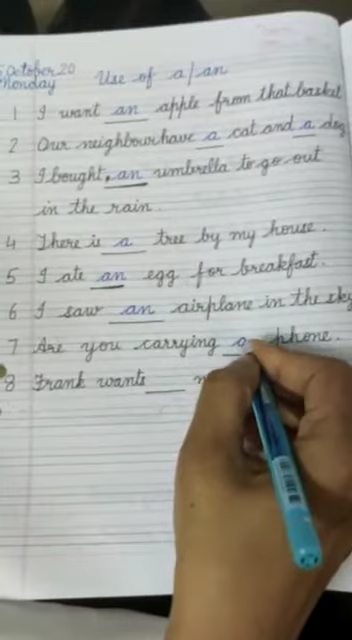 October 20
Monday
Use of a/an
1 I want an apple from that basket
2 Our neighbour have a cat and a dog
3 I bought an umbrella to go out
in the rain.
4 There is a tree by my house.
5 I ate an egg for breakfast.
6 I saw an airplane in the sky
7 Are you carrying a phone.
8 Frank wants